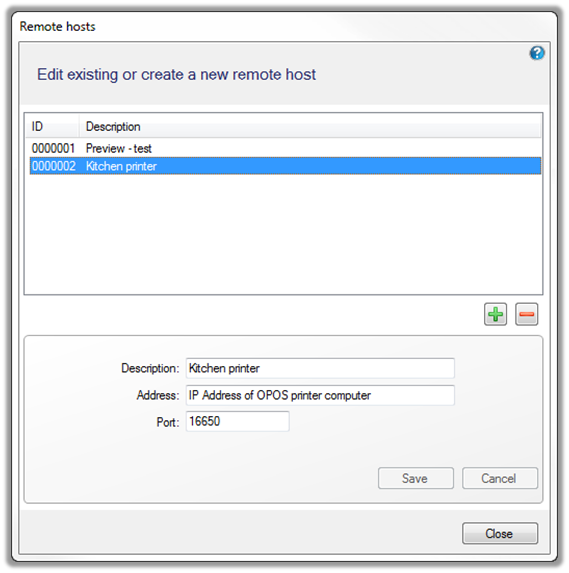 Remote hosts
?
Edit existing or create a new remote host
ID Description
0000001 Preview - test
0000002 Kitchen printer
Description: Kitchen printer
Address: IP Address of OPOS printer computer
Port: 16650
Save Cancel
Close